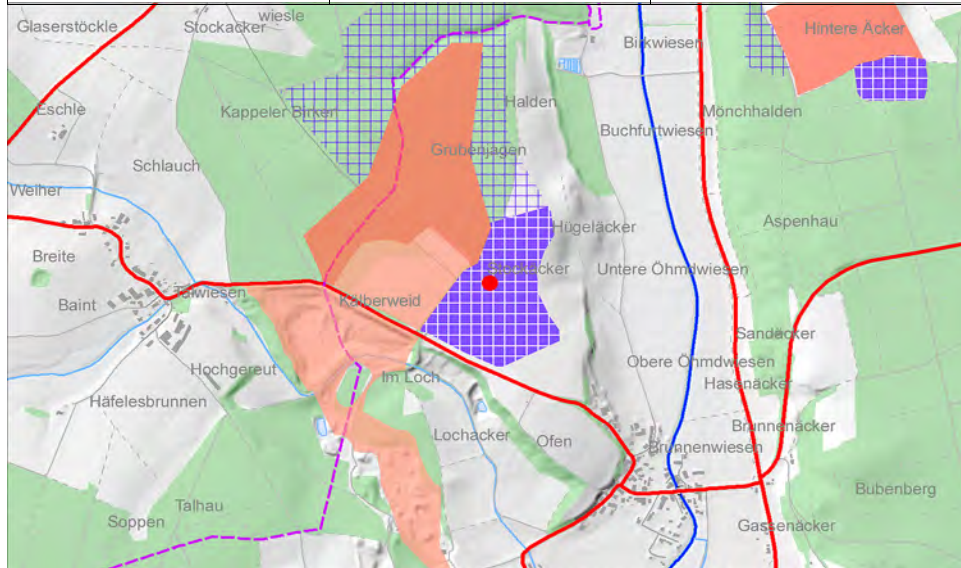 wiesle
Glaserstöckle
Stockacker
Hintere Äcker
Birkwiesen
Eschle
Kappeler Birken
Halden
Mönchhalden
Buchfurtwiesen
Grubenjagen
Schlauch
Weiher
Aspenhau
Hügeläcker
Breite
Untere Öhmdwiesen
Talwiesen
Kälberweid
Baint
Sandäcker
Obere Öhmdwiesen
Hochgereut
Im Loch
Hasenäcker
Häfelesbrunnen
Brunnenäcker
Lochacker
Ofen
Brunnenwiesen
Bubenberg
Talhau
Soppen
Gassenäcker